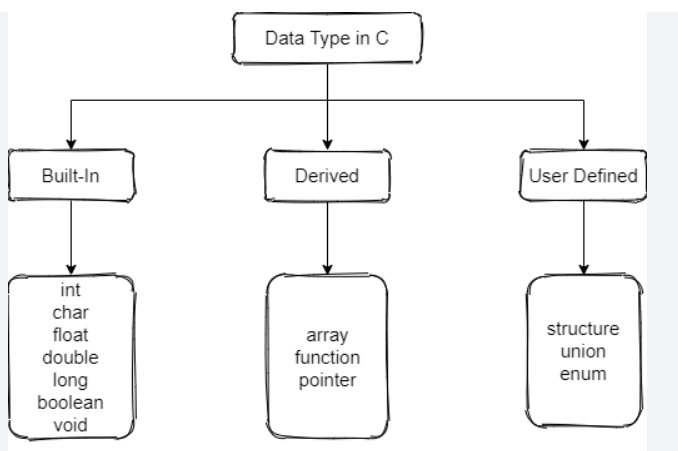 Data Type in C
Built-In
Derived
User Defined
int
char
float
double
long
boolean
void
array
function
pointer
structure
union
enum